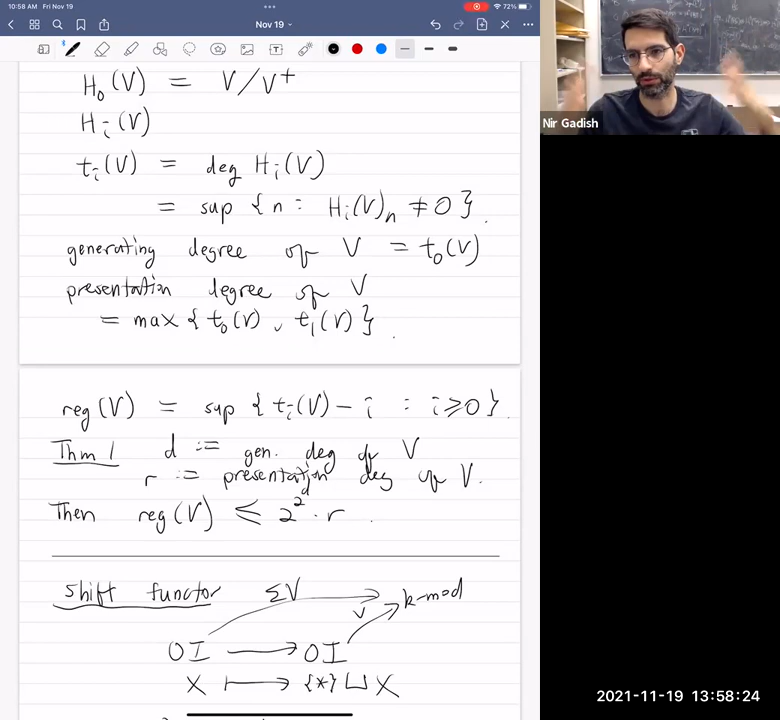 10:58 AM Fri Nov 19
72%
Nov 19
H₀(V) = V/V⁺
Hᵢ(V)
tᵢ(V) = deg Hᵢ(V)
= sup {n : Hᵢ(V)ₙ ≠ 0}.
generating degree of V = t₀(V)
presentation degree of V
= max {t₀(V), t₁(V)}.
reg(V) = sup {tᵢ(V) - i : i ⩾ 0}.
Thm 1 d := gen. deg of V
r := presentation deg of V.
Then reg(V) ≤ 2^{2^d} · r.
Shift functor ΣV
V k-mod
OI → OI
X ↦ {*} ⊔ X
Nir Gadish
2021-11-19 13:58:24